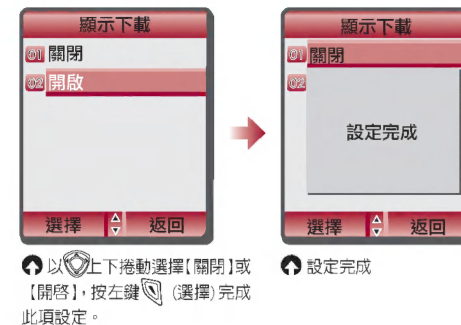 顯示下載
01 關閉
02 開啟
選擇 返回
以上下捲動選擇【關閉】或
【開啓】,按左鍵 (選擇) 完成
此項設定。
顯示下載
01 關閉
02
設定完成
選擇 返回
設定完成